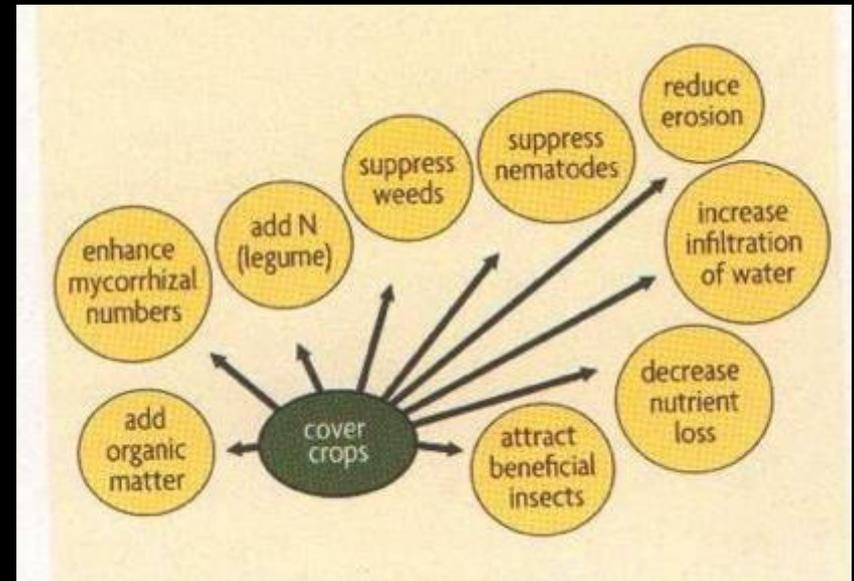 reduce
erosion
suppress
nematodes
suppress
weeds
increase
infiltration
of water
add N
(legume)
enhance
mycorrhizal
numbers
decrease
nutrient
loss
add
organic
matter
cover
crops
attract
beneficial
insects